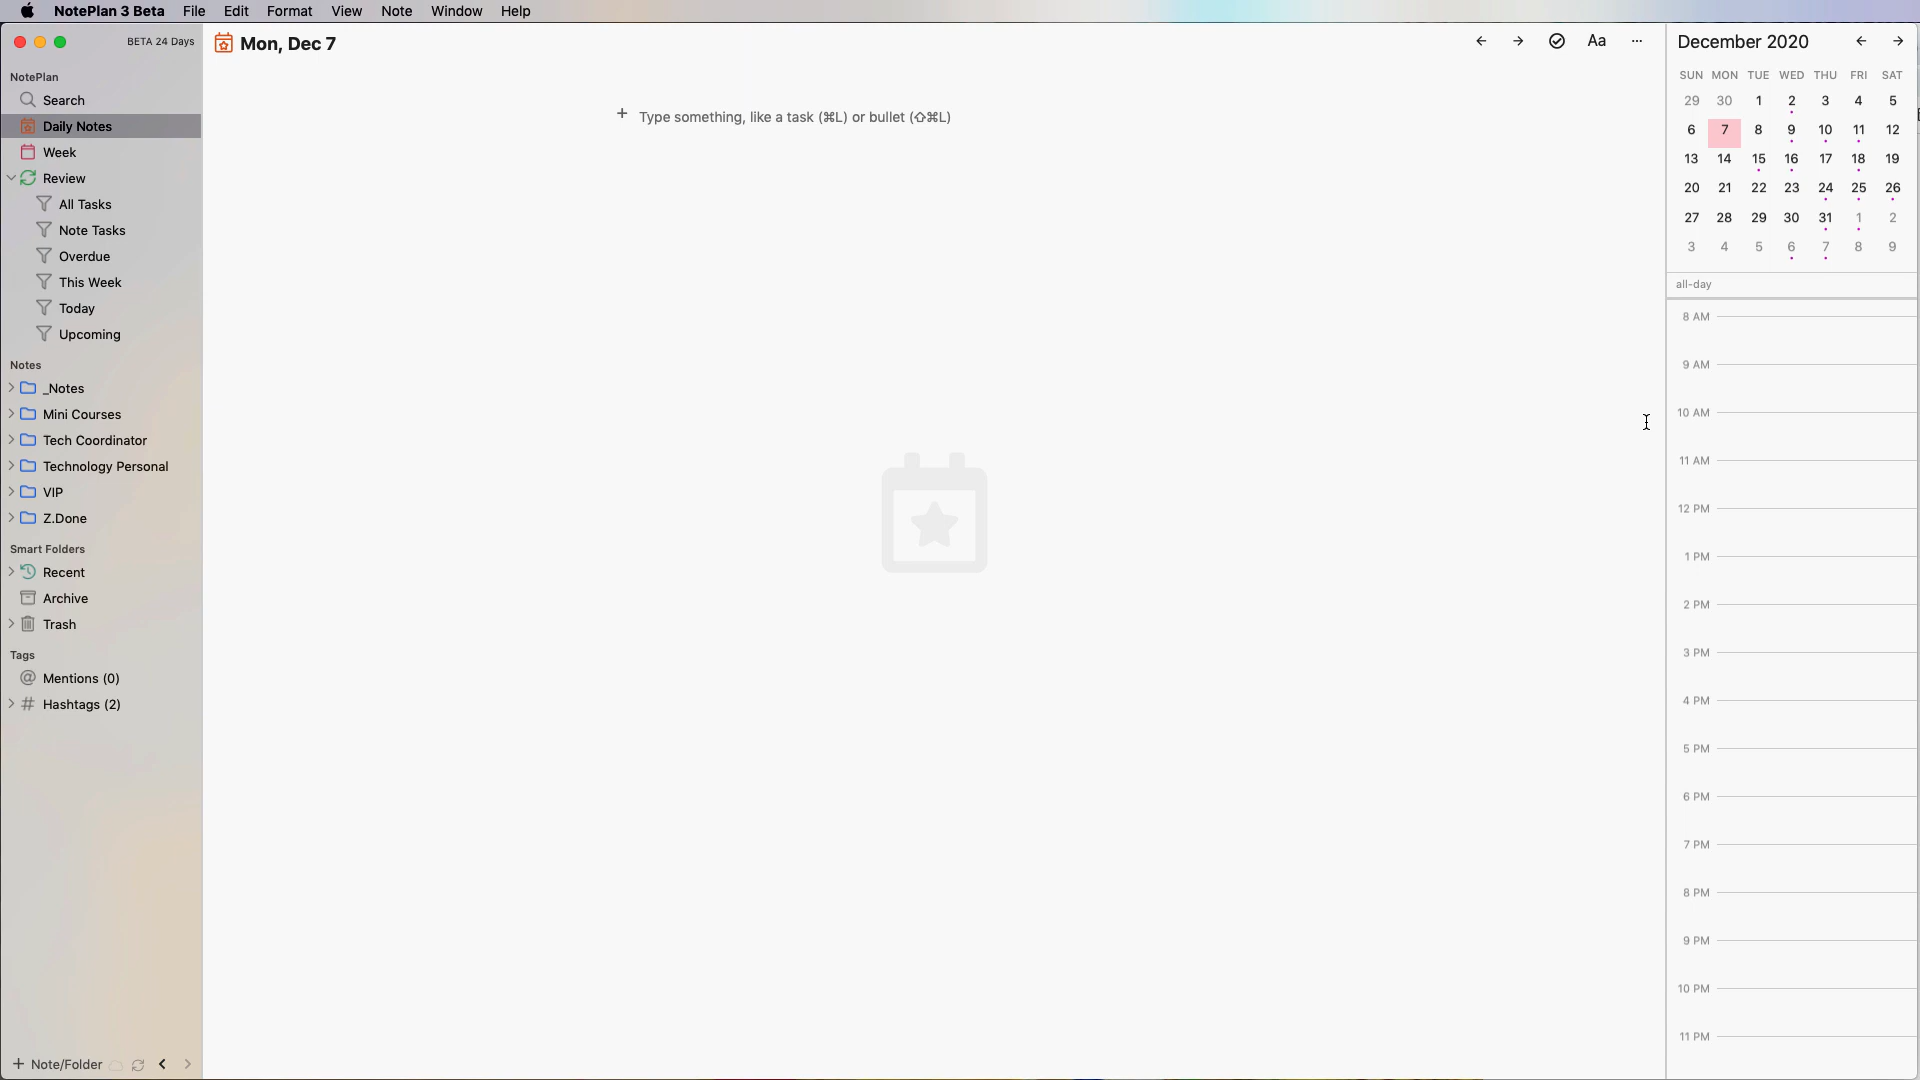 NotePlan 3 Beta File Edit Format View Note Window Help
BETA 24 Days
NotePlan
Search
Daily Notes
Week
Review
All Tasks
Note Tasks
Overdue
This Week
Today
Upcoming
Notes
_Notes
Mini Courses
Tech Coordinator
Technology Personal
VIP
Z.Done
Smart Folders
Recent
Archive
Trash
Tags
@ Mentions (0)
# Hashtags (2)
+ Note/Folder
Mon, Dec 7
Aa ...
+ Type something, like a task (⌘L) or bullet (⇧⌘L)
December 2020
SUN MON TUE WED THU FRI SAT
29 30 1 2 3 4 5
6 7 8 9 10 11 12
13 14 15 16 17 18 19
20 21 22 23 24 25 26
27 28 29 30 31 1 2
3 4 5 6 7 8 9
all-day
8 AM
9 AM
10 AM
11 AM
12 PM
1 PM
2 PM
3 PM
4 PM
5 PM
6 PM
7 PM
8 PM
9 PM
10 PM
11 PM